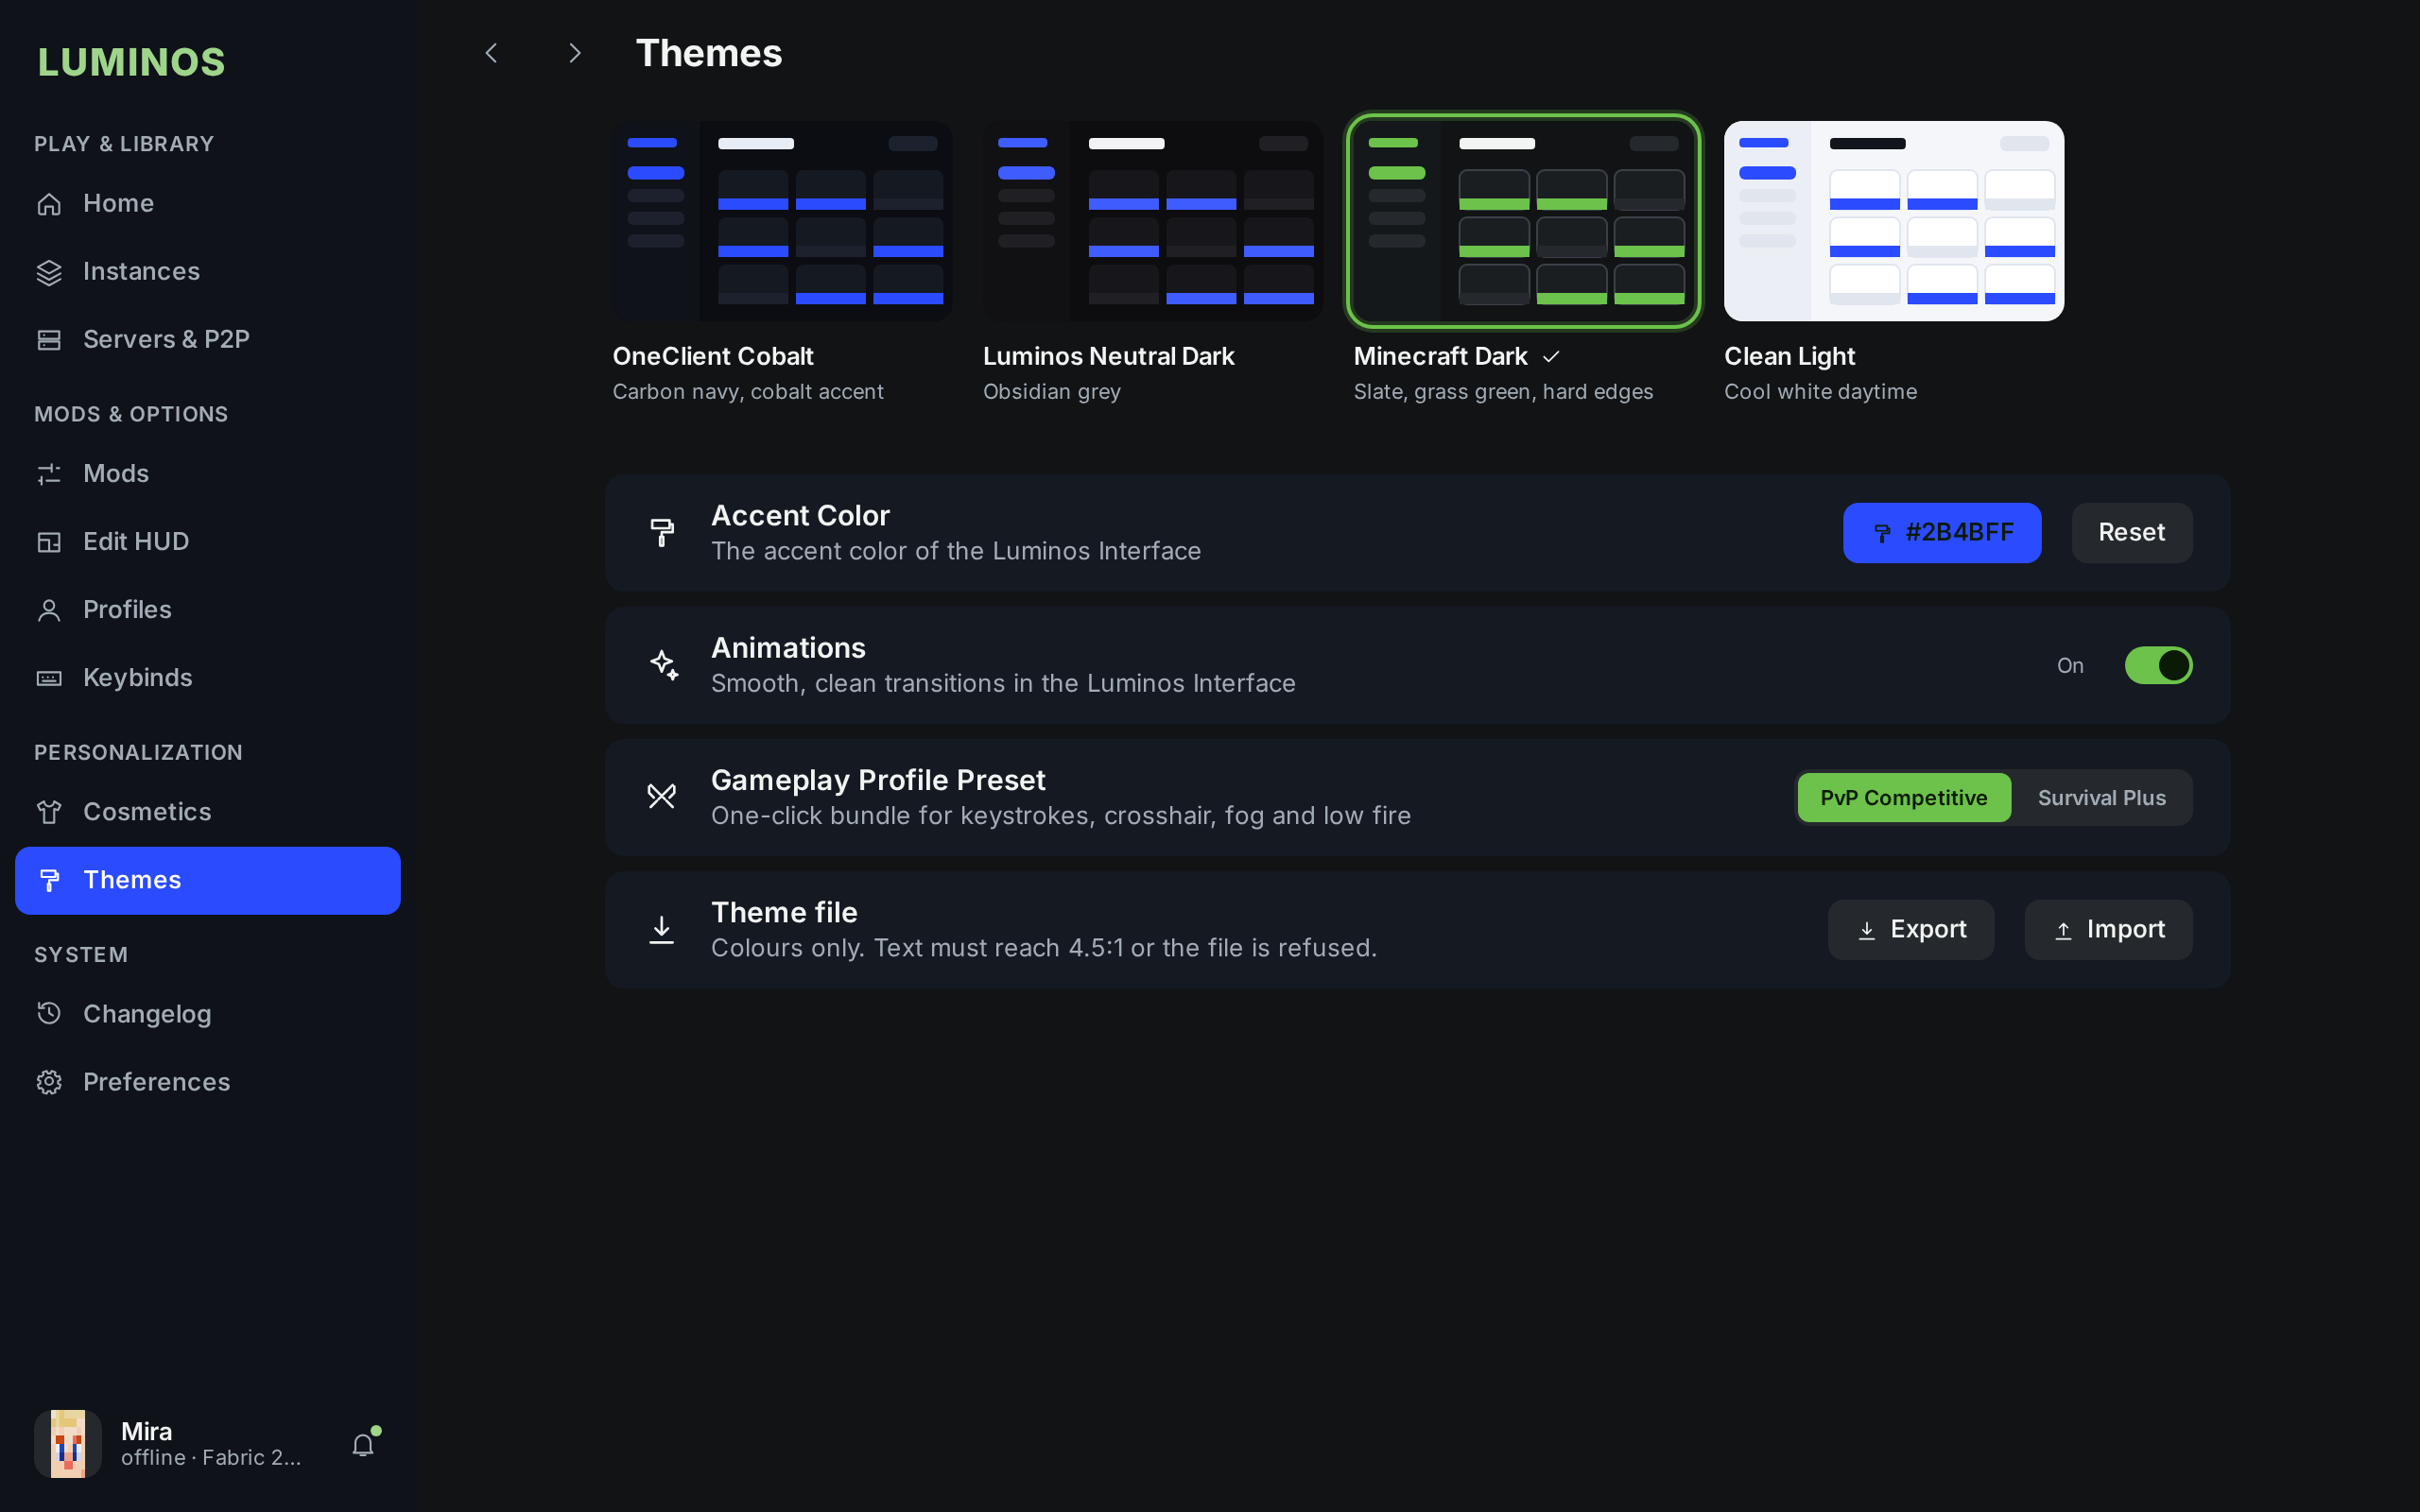 LUMINOS
PLAY & LIBRARY
Home
Instances
Servers & P2P
MODS & OPTIONS
Mods
Edit HUD
Profiles
Keybinds
PERSONALIZATION
Cosmetics
Themes
SYSTEM
Changelog
Preferences
Mira
offline · Fabric 2...
Themes
OneClient Cobalt
Carbon navy, cobalt accent
Luminos Neutral Dark
Obsidian grey
Minecraft Dark
Slate, grass green, hard edges
Clean Light
Cool white daytime
Accent Color
The accent color of the Luminos Interface
#2B4BFF
Reset
Animations
Smooth, clean transitions in the Luminos Interface
On
Gameplay Profile Preset
One-click bundle for keystrokes, crosshair, fog and low fire
PvP Competitive
Survival Plus
Theme file
Colours only. Text must reach 4.5:1 or the file is refused.
Export
Import